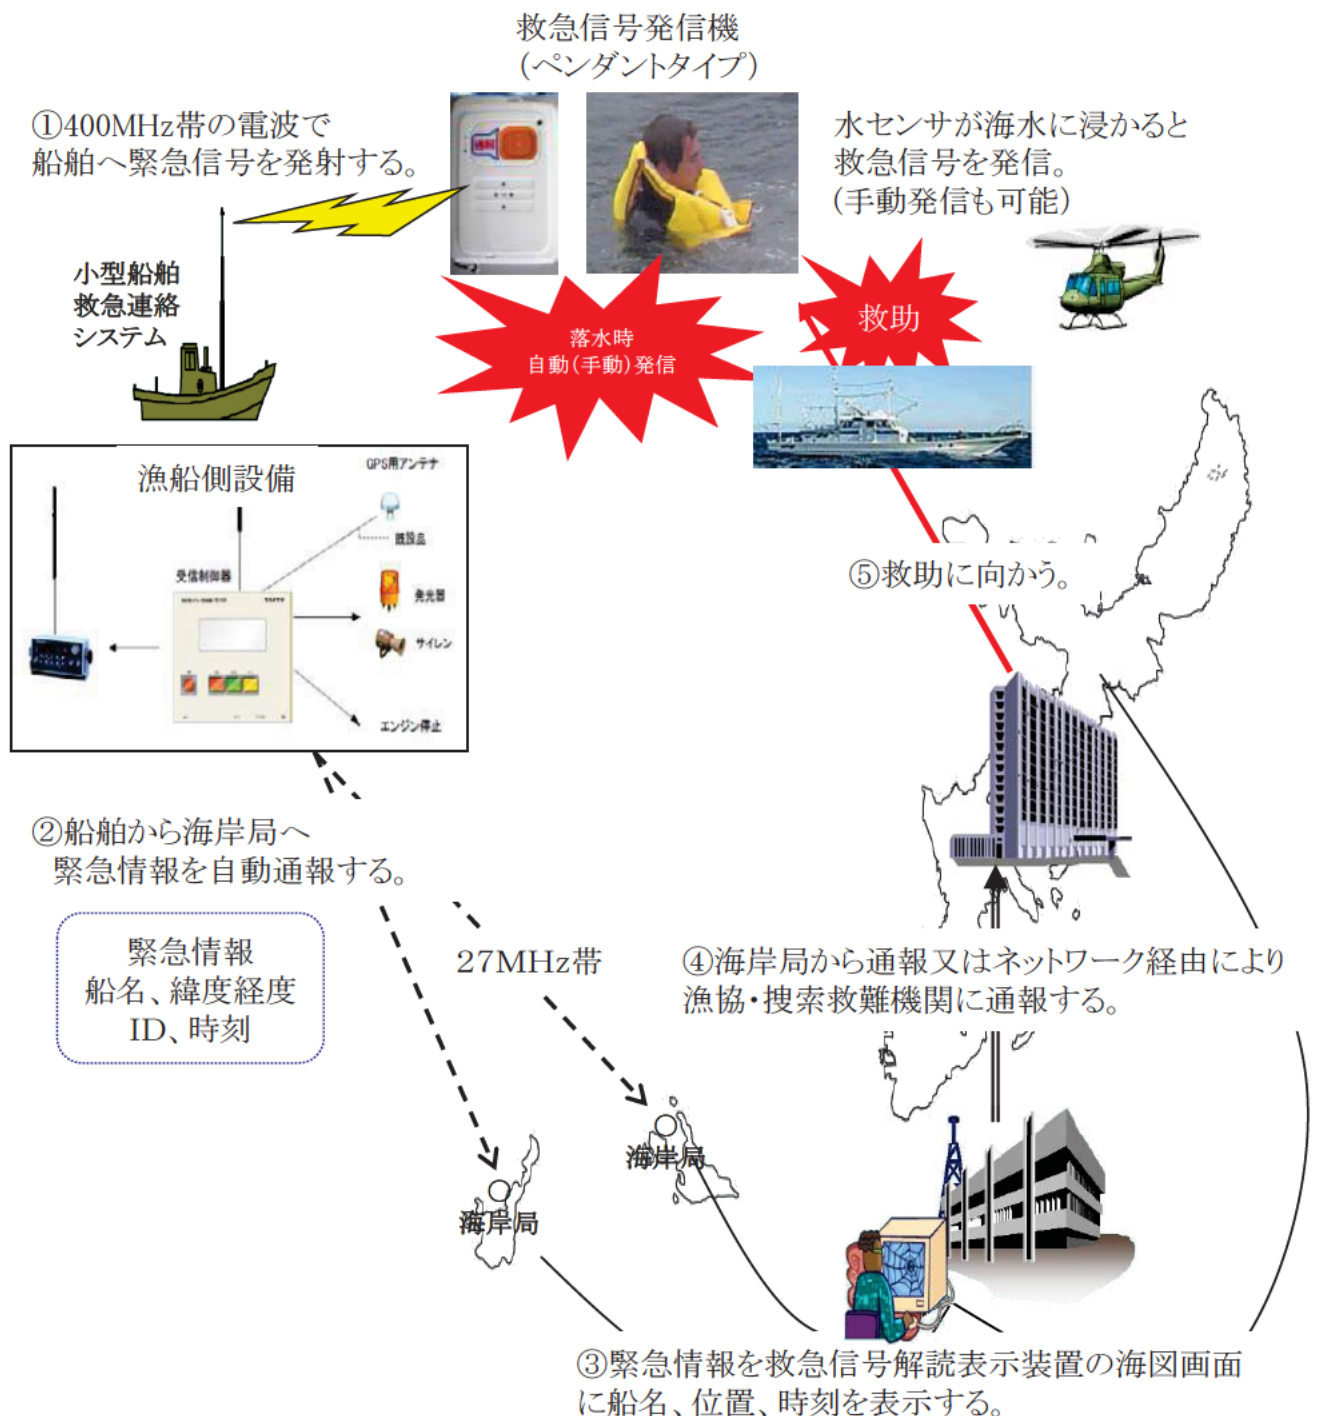 救急信号発信機
(ペンダントタイプ)
①400MHz帯の電波で
船舶へ緊急信号を発射する。
水センサが海水に浸かると
救急信号を発信。
(手動発信も可能)
小型船舶
救急連絡
システム
落水時
自動(手動)発信
救助
漁船側設備
GPS用アンテナ
既設品
受信制御器
発光器
サイレン
エンジン停止
⑤救助に向かう。
②船舶から海岸局へ
緊急情報を自動通報する。
緊急情報
船名、緯度経度
ID、時刻
27MHz帯
④海岸局から通報又はネットワーク経由により
漁協・捜索救難機関に通報する。
海岸局
海岸局
③緊急情報を救急信号解読表示装置の海図画面
に船名、位置、時刻を表示する。